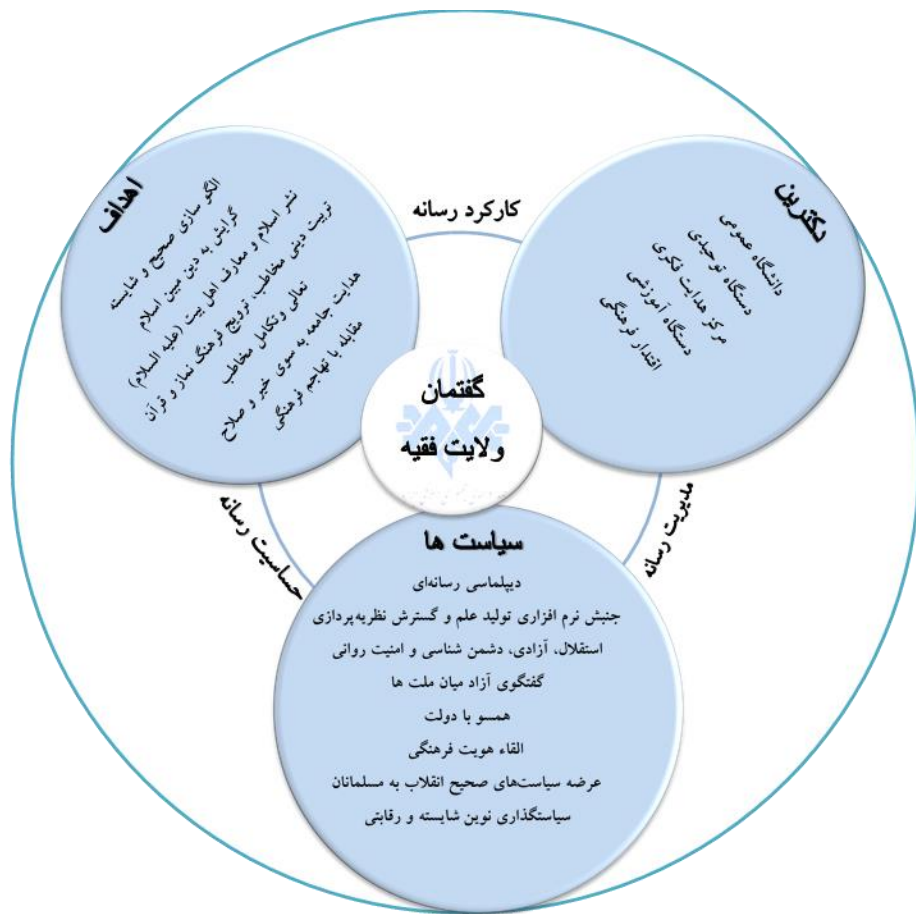 دکترین
دانشگاه عمومی
دستگاه توحیدی
مرکز هدایت فکری
دستگاه آموزشی
اقتدار فرهنگی
کارکرد رسانه
اهداف
الگو سازی صحیح و شایسته
گرایش به دین مبین اسلام
نشر اسلام و معارف اهل بیت (علیه السلام)
تربیت دینی مخاطب، ترویج فرهنگ نماز و قرآن
تعالی وتکامل مخاطب
هدایت جامعه به سوی خیر و صلاح
مقابله با تهاجم فرهنگی
گفتمان
ولایت فقیه
مدیریت رسانه
حساسیت رسانه
سیاست ها
دیپلماسی رسانه‌ای
جنبش نرم افزاری تولید علم و گسترش نظریه‌پردازی
استقلال، آزادی، دشمن شناسی و امنیت روانی
گفتگوی آزاد میان ملت ها
همسو با دولت
القاء هویت فرهنگی
عرضه سیاست‌های صحیح انقلاب به مسلمانان
سیاستگذاری نوین شایسته و رقابتی